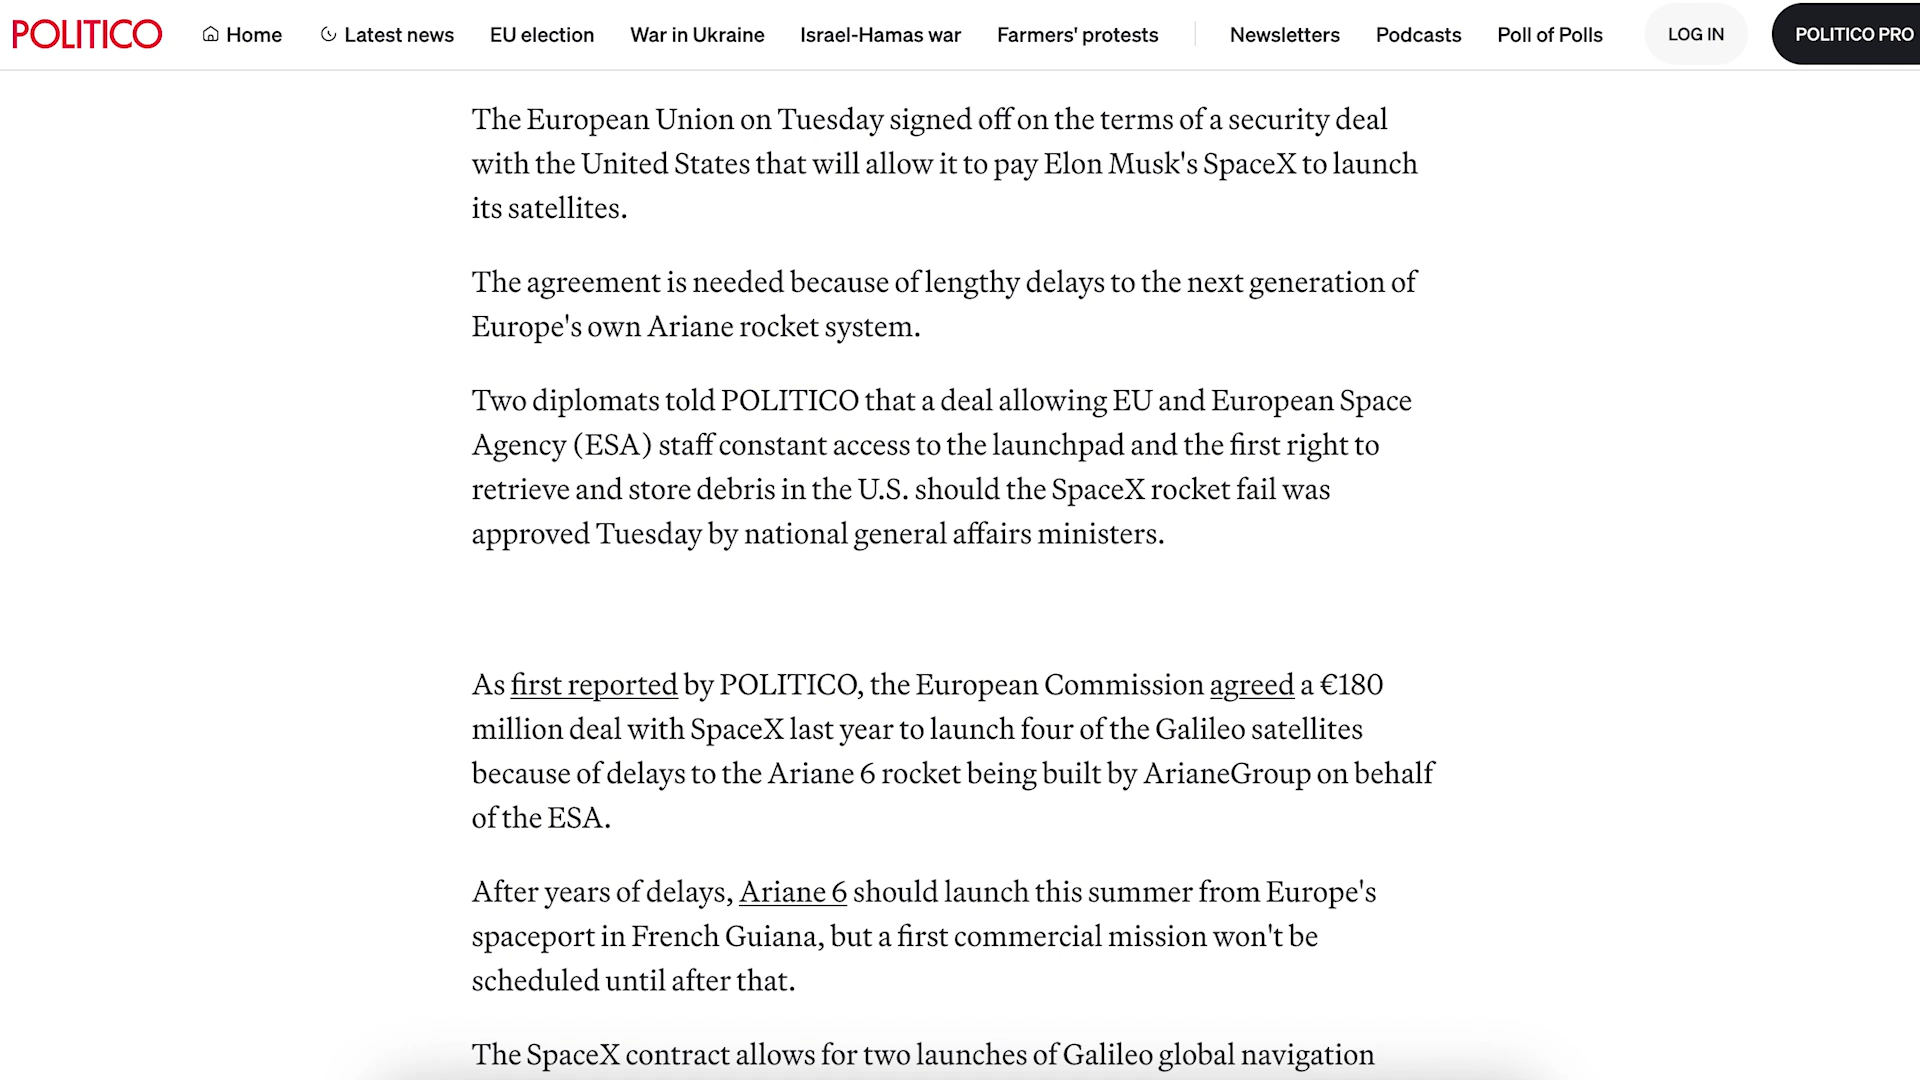 POLITICO Home Latest news EU election War in Ukraine Israel-Hamas war Farmers' protests Newsletters Podcasts Poll of Polls LOG IN POLITICO PRO
The European Union on Tuesday signed off on the terms of a security deal
with the United States that will allow it to pay Elon Musk's SpaceX to launch
its satellites.
The agreement is needed because of lengthy delays to the next generation of
Europe's own Ariane rocket system.
Two diplomats told POLITICO that a deal allowing EU and European Space
Agency (ESA) staff constant access to the launchpad and the first right to
retrieve and store debris in the U.S. should the SpaceX rocket fail was
approved Tuesday by national general affairs ministers.
As first reported by POLITICO, the European Commission agreed a €180
million deal with SpaceX last year to launch four of the Galileo satellites
because of delays to the Ariane 6 rocket being built by ArianeGroup on behalf
of the ESA.
After years of delays, Ariane 6 should launch this summer from Europe's
spaceport in French Guiana, but a first commercial mission won't be
scheduled until after that.
The SpaceX contract allows for two launches of Galileo global navigation